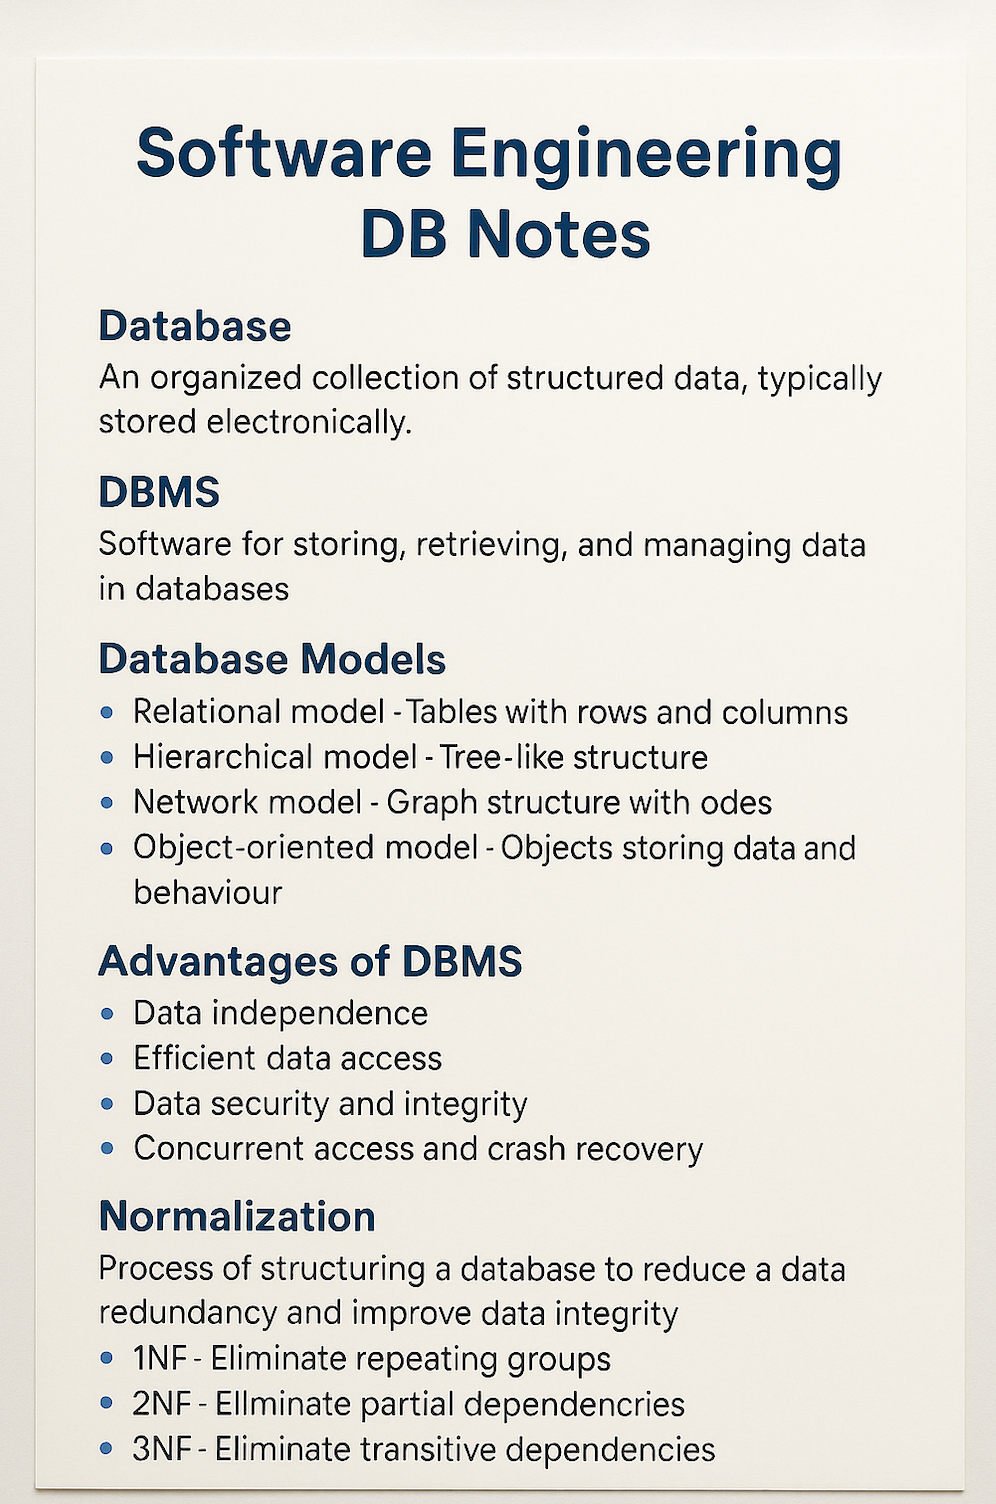 Software Engineering
DB Notes
Database
An organized collection of structured data, typically
stored electronically.
DBMS
Software for storing, retrieving, and managing data
in databases
Database Models
• Relational model - Tables with rows and columns
• Hierarchical model - Tree-like structure
• Network model - Graph structure with odes
• Object-oriented model - Objects storing data and
behaviour
Advantages of DBMS
• Data independence
• Efficient data access
• Data security and integrity
• Concurrent access and crash recovery
Normalization
Process of structuring a database to reduce a data
redundancy and improve data integrity
• 1NF - Eliminate repeating groups
• 2NF - Ellminate partial dependencries
• 3NF - Eliminate transitive dependencies